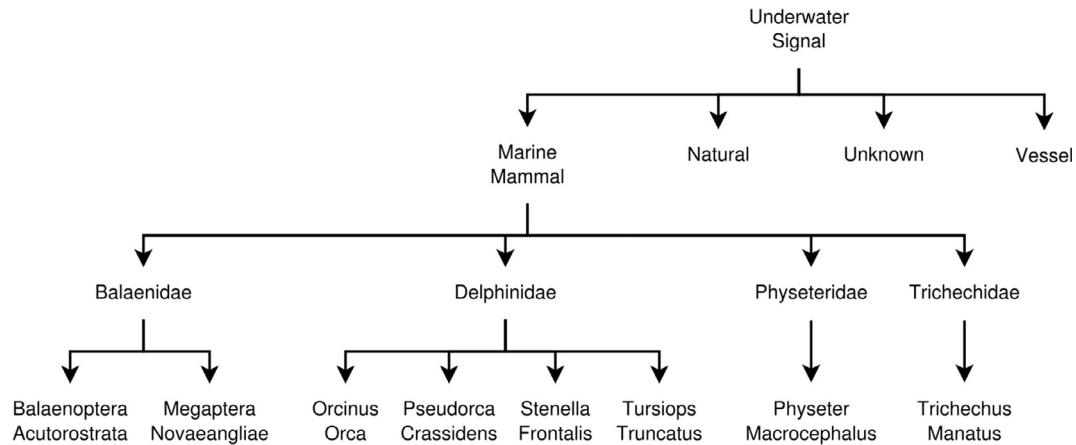 Underwater
Signal
Marine
Mammal
Natural
Unknown
Vessel
Balaenidae
Delphinidae
Physeteridae
Trichechidae
Balaenoptera
Acutorostrata
Megaptera
Novaeangliae
Orcinus
Orca
Pseudorca
Crassidens
Stenella
Frontalis
Tursiops
Truncatus
Physeter
Macrocephalus
Trichechus
Manatus